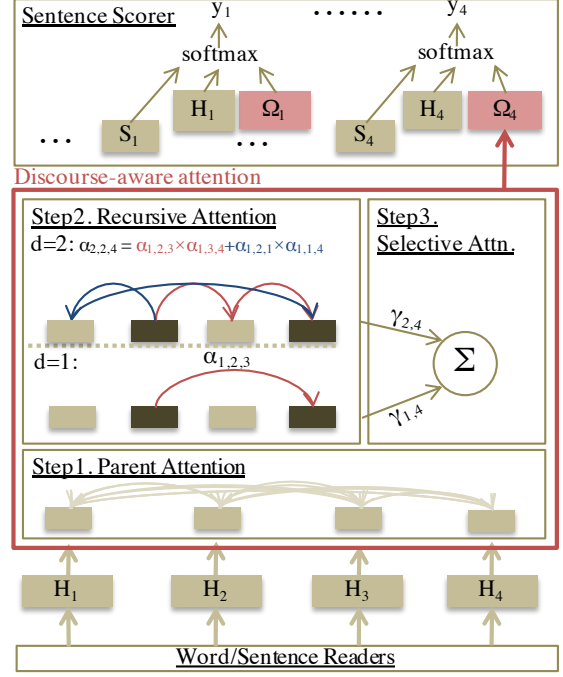 Sentence Scorer
y₁ ...... y₄
softmax softmax
S₁ H₁ Ω₁ S₄ H₄ Ω₄
... ...
Discourse-aware attention
Step2. Recursive Attention
d=2: α₂,₂,₄ = α₁,₂,₃×α₁,₃,₄+α₁,₂,₁×α₁,₁,₄
d=1: α₁,₂,₃
Step3.
Selective Attn.
γ₂,₄
Σ
γ₁,₄
Step1. Parent Attention
H₁ H₂ H₃ H₄
Word/Sentence Readers